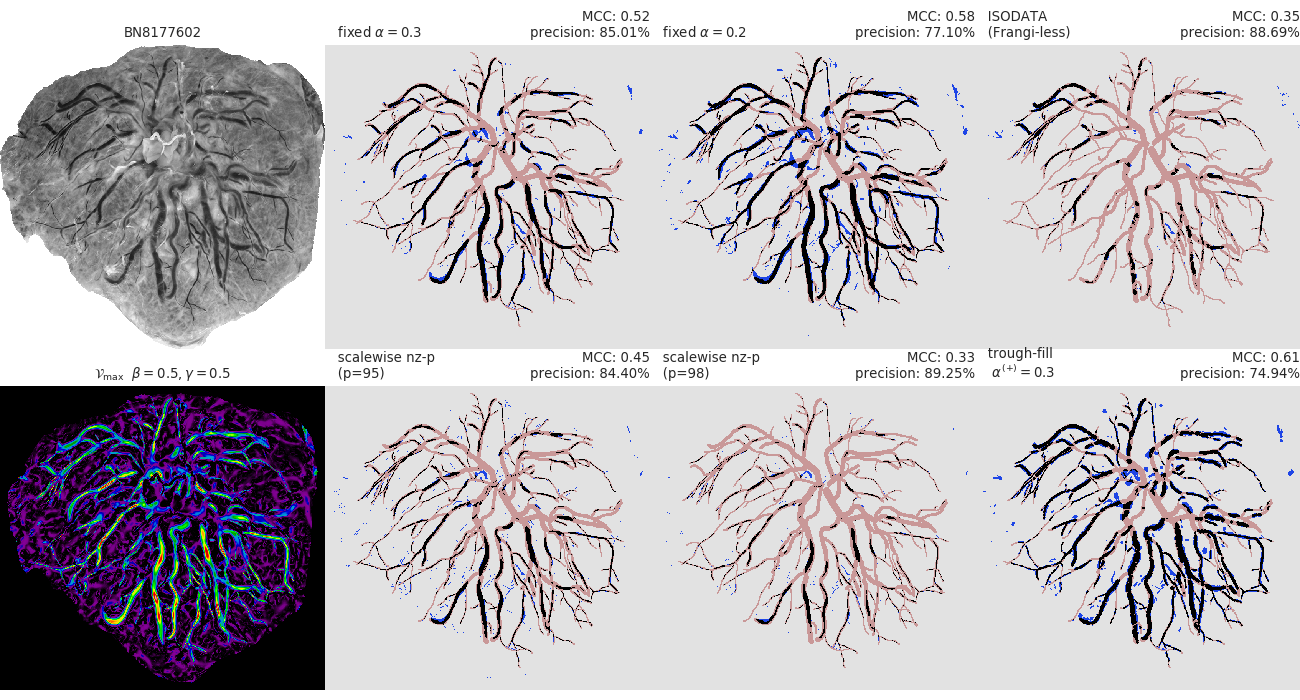 BN8177602
fixed α = 0.3
MCC: 0.52
precision: 85.01%
fixed α = 0.2
MCC: 0.58
precision: 77.10%
ISODATA
(Frangi-less)
MCC: 0.35
precision: 88.69%
𝒱max β = 0.5, γ = 0.5
scalewise nz-p
(p=95)
MCC: 0.45
precision: 84.40%
scalewise nz-p
(p=98)
MCC: 0.33
precision: 89.25%
trough-fill
α(+) = 0.3
MCC: 0.61
precision: 74.94%